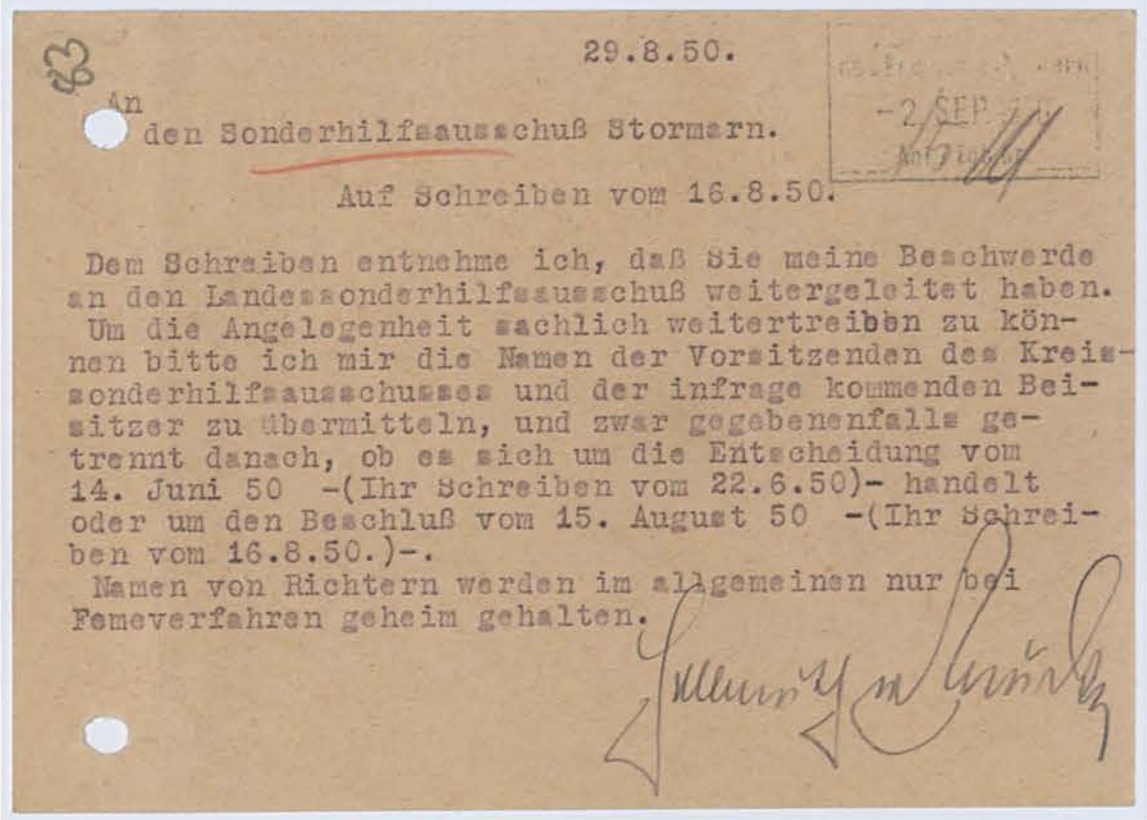 29.8.50.
An
den Sonderhilfsausschuß Stormarn.
-2. SEP.
Auf Schreiben vom 16.8.50.
Dem Schreiben entnehme ich, daß Sie meine Beschwerde
an den Landessonderhilfsausschuß weitergeleitet haben.
Um die Angelegenheit sachlich weitertreiben zu kön-
nen bitte ich mir die Namen der Vorsitzenden des Kreis-
sonderhilfsausschusses und der infrage kommenden Bei-
sitzer zu übermitteln, und zwar gegebenenfalls ge-
trennt danach, ob es sich um die Entscheidung vom
14. Juni 50 -(Ihr Schreiben vom 22.6.50)- handelt
oder um den Beschluß vom 15. August 50 -(Ihr Schrei-
ben vom 16.8.50.)-.
Namen von Richtern werden im allgemeinen nur bei
Femeverfahren geheim gehalten.